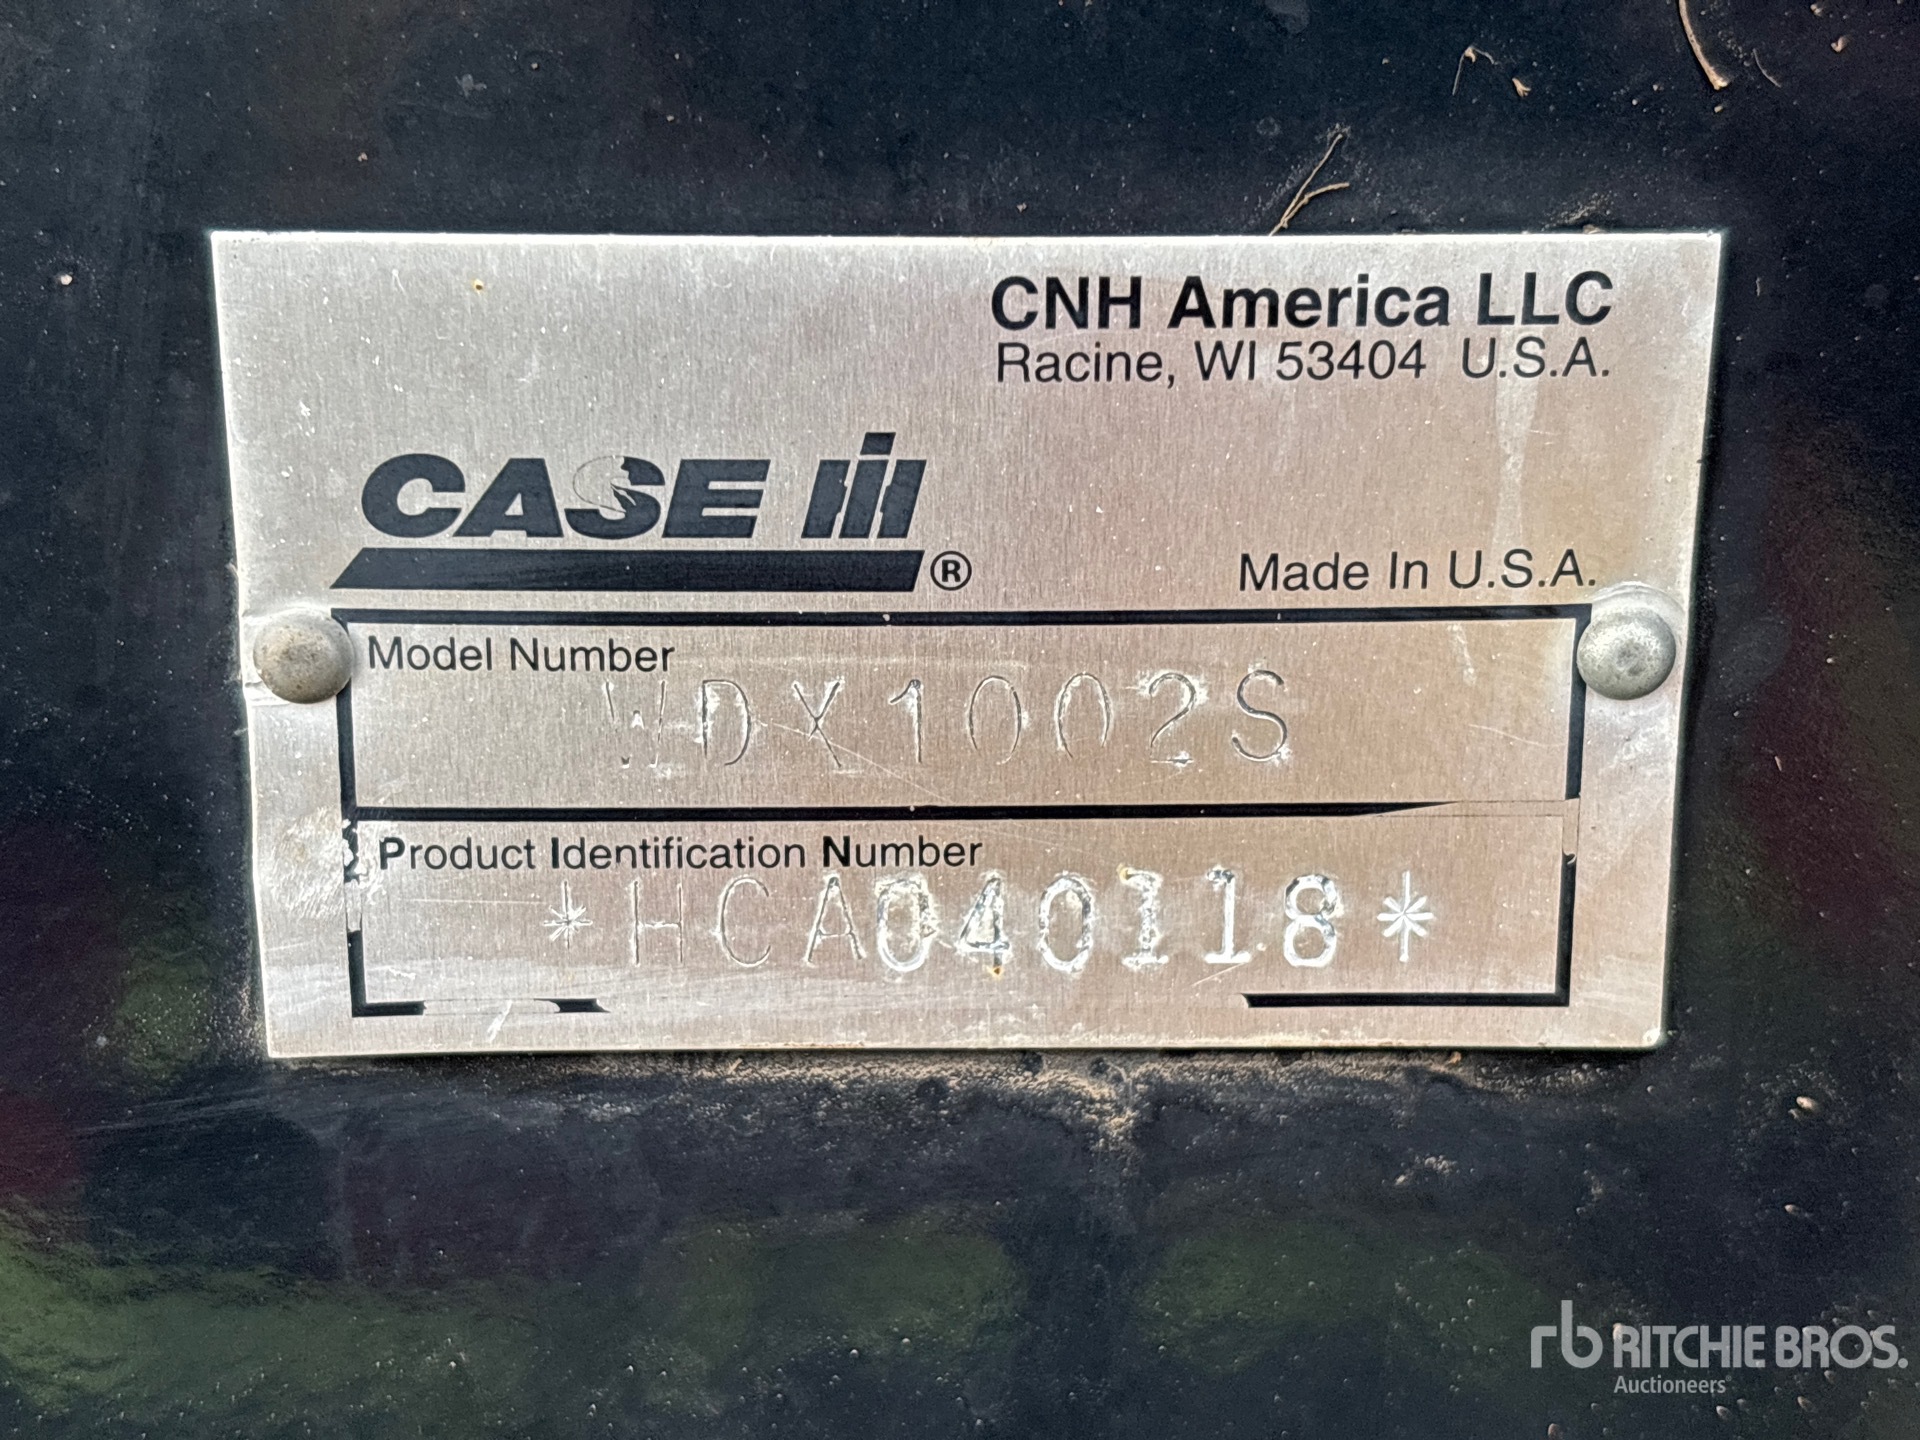 CNH America LLC
Racine, WI 53404 U.S.A.
CASE IH®
Made In U.S.A.
Model Number
WDX1002S
Product Identification Number
*HCA040118*
rb RITCHIE BROS.
Auctioneers